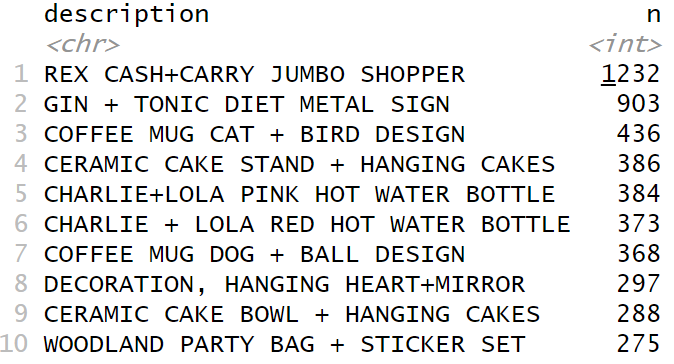 description n
<chr> <int>
1 REX CASH+CARRY JUMBO SHOPPER 1232
2 GIN + TONIC DIET METAL SIGN 903
3 COFFEE MUG CAT + BIRD DESIGN 436
4 CERAMIC CAKE STAND + HANGING CAKES 386
5 CHARLIE+LOLA PINK HOT WATER BOTTLE 384
6 CHARLIE + LOLA RED HOT WATER BOTTLE 373
7 COFFEE MUG DOG + BALL DESIGN 368
8 DECORATION, HANGING HEART+MIRROR 297
9 CERAMIC CAKE BOWL + HANGING CAKES 288
10 WOODLAND PARTY BAG + STICKER SET 275